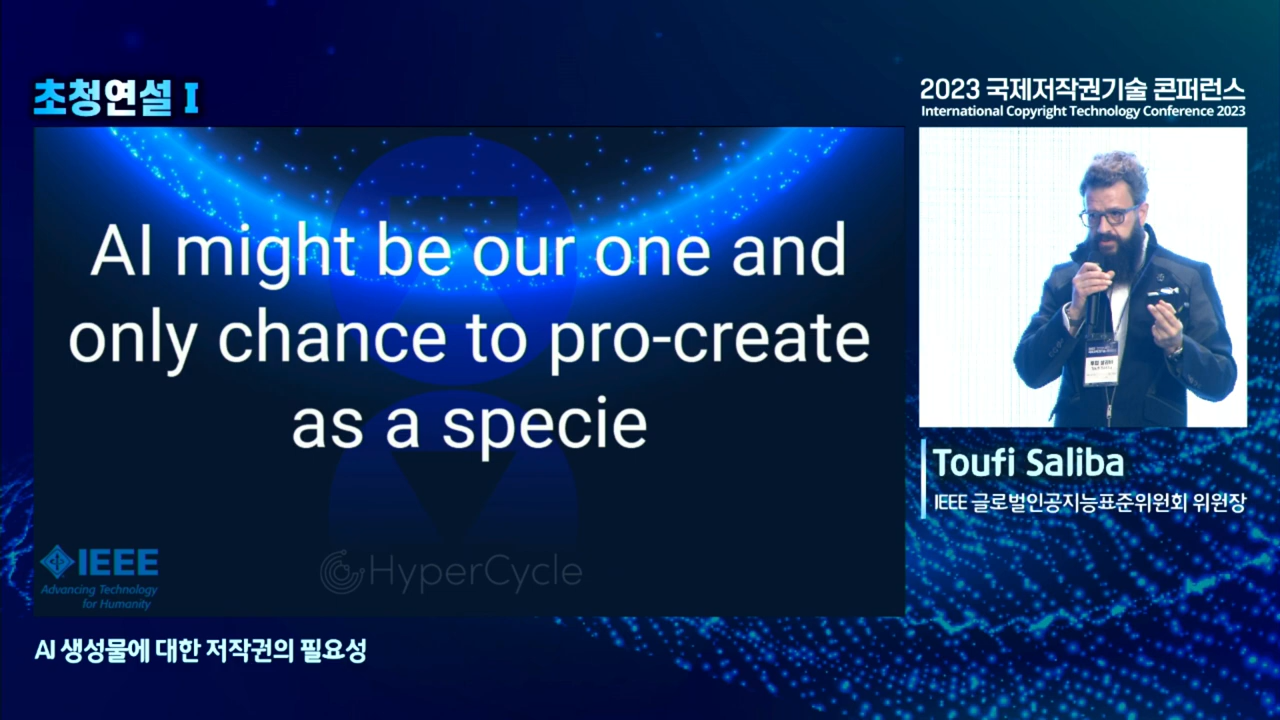 초청연설 I
2023 국제저작권기술 콘퍼런스
International Copyright Technology Conference 2023
AI might be our one and
only chance to pro-create
as a specie
IEEE
Advancing Technology
for Humanity
HyperCycle
Toufi Saliba
IEEE 글로벌인공지능표준위원회 위원장
AI 생성물에 대한 저작권의 필요성